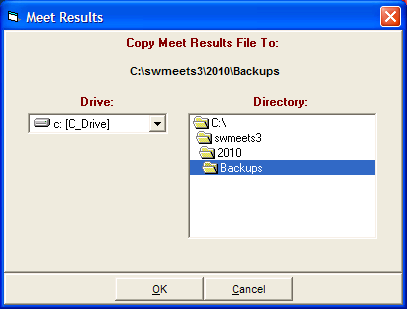 Meet Results
Copy Meet Results File To:
C:\swmeets3\2010\Backups
Drive:
Directory:
c: [C_Drive]
C:\
swmeets3
2010
Backups
OK
Cancel